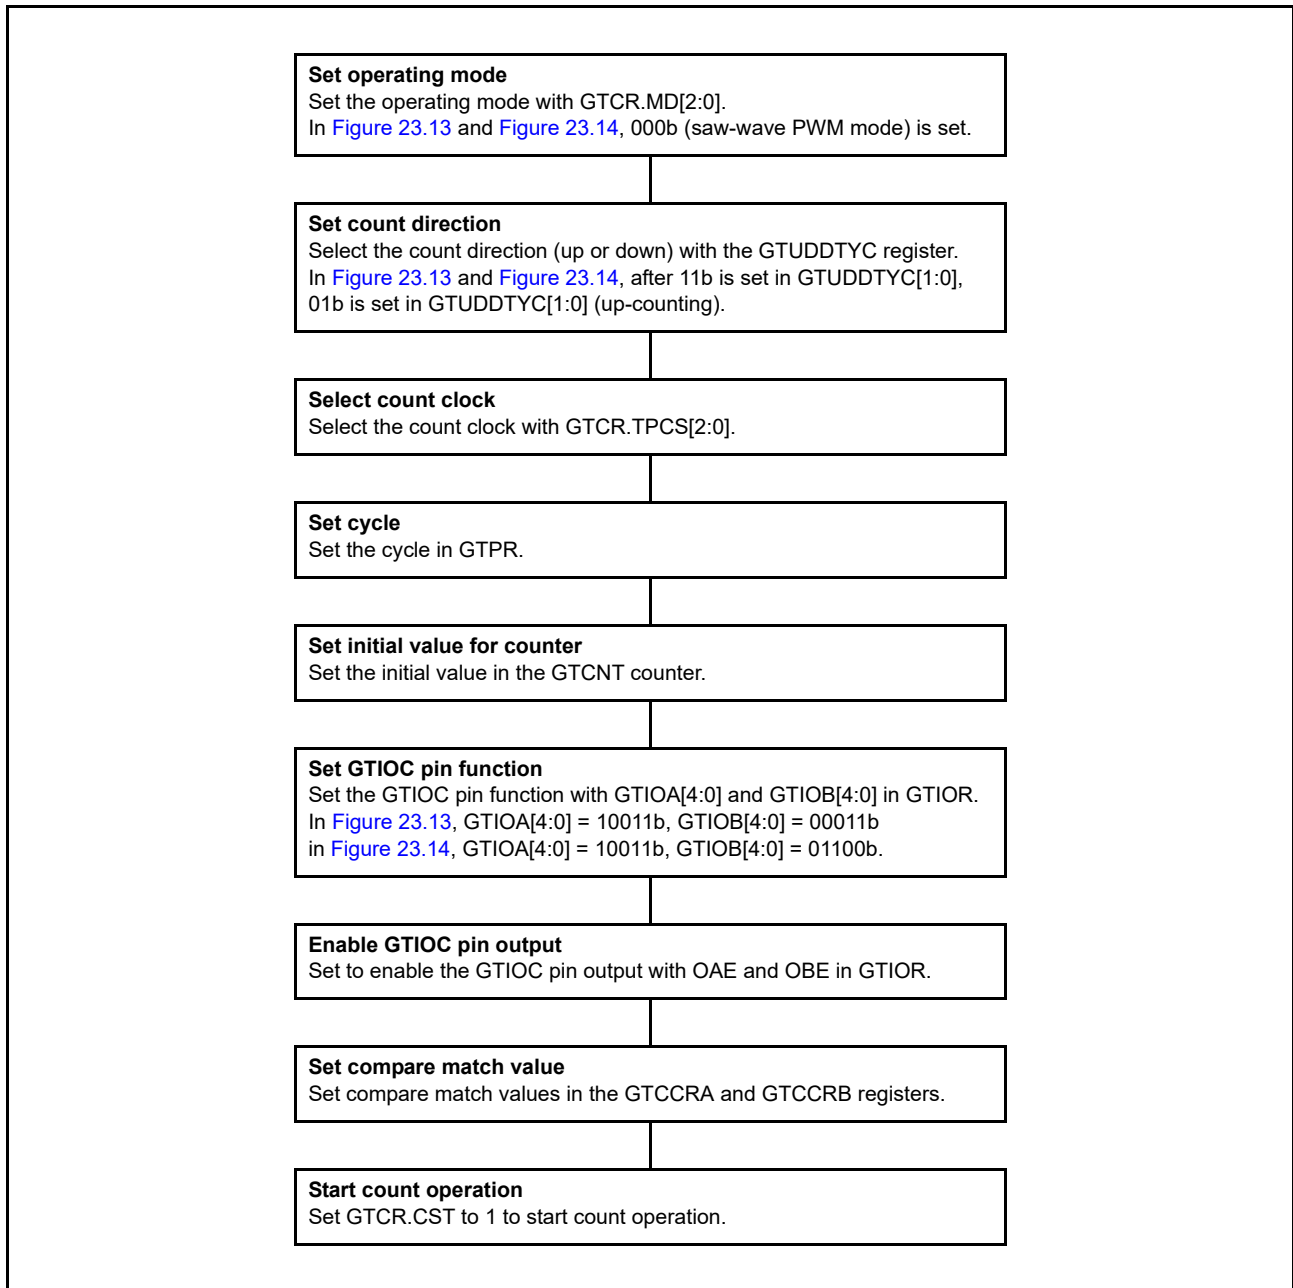 Set operating mode
Set the operating mode with GTCR.MD[2:0].
In Figure 23.13 and Figure 23.14, 000b (saw-wave PWM mode) is set.
Set count direction
Select the count direction (up or down) with the GTUDDTYC register.
In Figure 23.13 and Figure 23.14, after 11b is set in GTUDDTYC[1:0],
01b is set in GTUDDTYC[1:0] (up-counting).
Select count clock
Select the count clock with GTCR.TPCS[2:0].
Set cycle
Set the cycle in GTPR.
Set initial value for counter
Set the initial value in the GTCNT counter.
Set GTIOC pin function
Set the GTIOC pin function with GTIOA[4:0] and GTIOB[4:0] in GTIOR.
In Figure 23.13, GTIOA[4:0] = 10011b, GTIOB[4:0] = 00011b
in Figure 23.14, GTIOA[4:0] = 10011b, GTIOB[4:0] = 01100b.
Enable GTIOC pin output
Set to enable the GTIOC pin output with OAE and OBE in GTIOR.
Set compare match value
Set compare match values in the GTCCRA and GTCCRB registers.
Start count operation
Set GTCR.CST to 1 to start count operation.